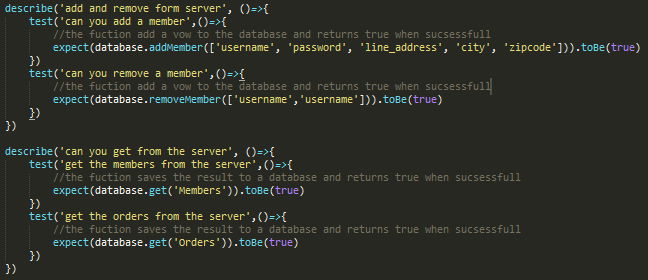 describe('add and remove form server', ()=>{
test('can you add a member',()=>{
//the fuction add a vow to the database and returns true when sucsessfull
expect(database.addMember(['username', 'password', 'line_address', 'city', 'zipcode'])).toBe(true)
})
test('can you remove a member',()=>{
//the fuction add a vow to the database and returns true when sucsessfull
expect(database.removeMember(['username','username'])).toBe(true)
})
})
describe('can you get from the server', ()=>{
test('get the members from the server',()=>{
//the fuction saves the result to a database and returns true when sucsessfull
expect(database.get('Members')).toBe(true)
})
test('get the orders from the server',()=>{
//the fuction saves the result to a database and returns true when sucsessfull
expect(database.get('Orders')).toBe(true)
})
})